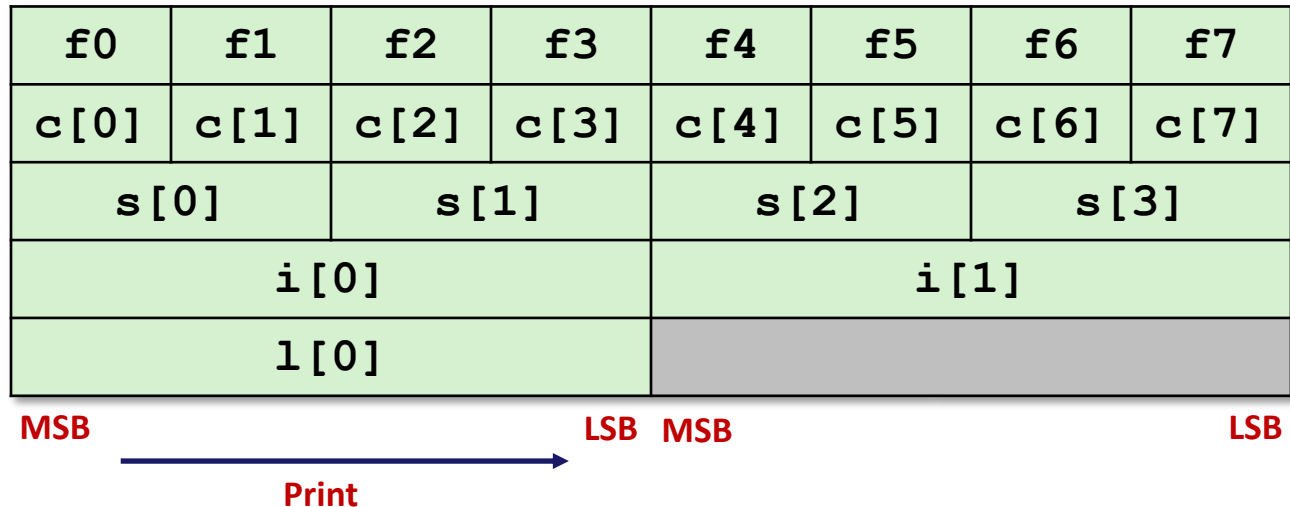 f0 f1 f2 f3 f4 f5 f6 f7
c[0] c[1] c[2] c[3] c[4] c[5] c[6] c[7]
s[0] s[1] s[2] s[3]
i[0] i[1]
l[0]
MSB LSB MSB LSB
Print